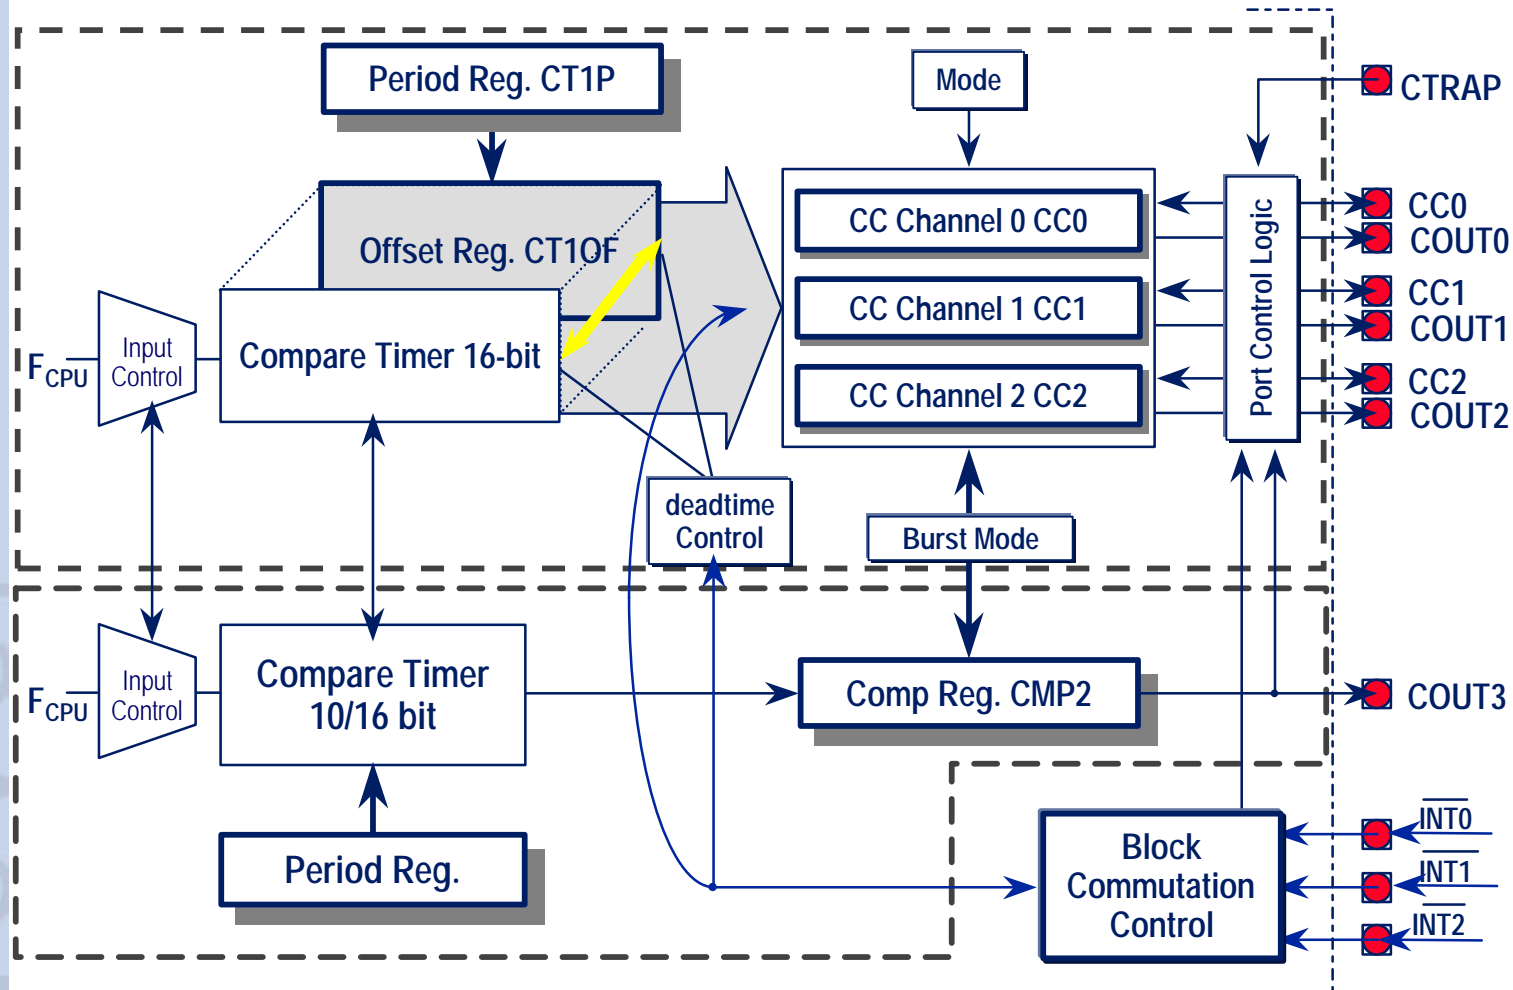 Period Reg. CT1P
Mode
CTRAP
Offset Reg. CT1OF
CC Channel 0 CC0
CC Channel 1 CC1
CC Channel 2 CC2
Port Control Logic
CC0
COUT0
CC1
COUT1
CC2
COUT2
FCPU
Input
Control
Compare Timer 16-bit
deadtime
Control
Burst Mode
FCPU
Input
Control
Compare Timer
10/16 bit
Comp Reg. CMP2
COUT3
Period Reg.
Block
Commutation
Control
INT0
INT1
INT2